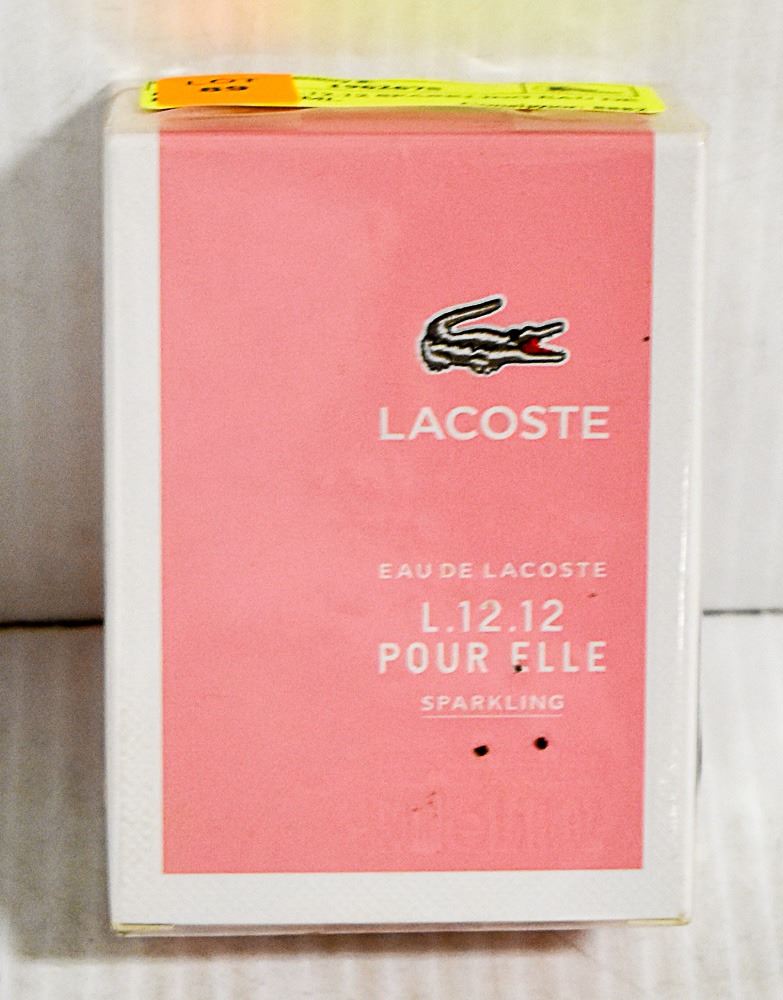 LOT
89
LACOSTE
EAU DE LACOSTE
L.12.12
POUR ELLE
SPARKLING